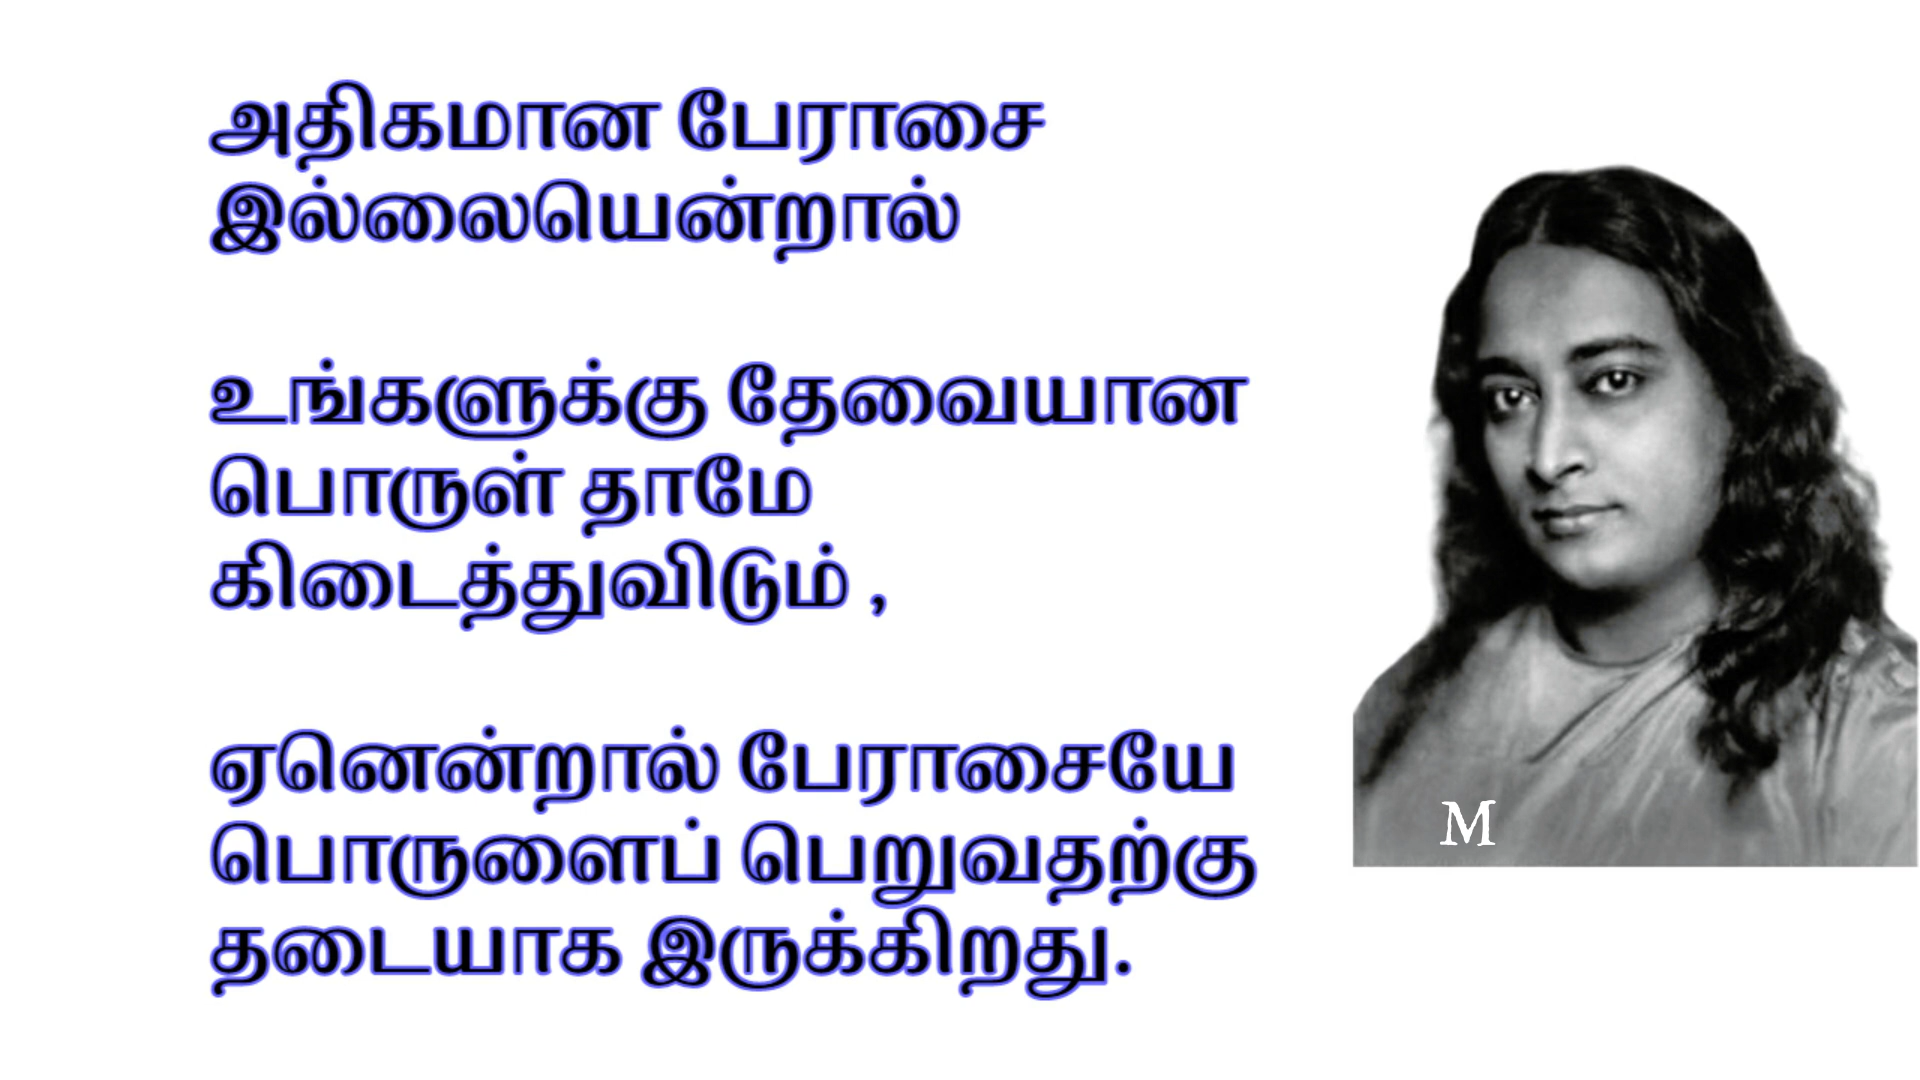 அதிகமான பேராசை
இல்லையென்றால்
உங்களுக்கு தேவையான
பொருள் தாமே
கிடைத்துவிடும் ,
ஏனென்றால் பேராசையே
பொருளைப் பெறுவதற்கு
தடையாக இருக்கிறது.
M